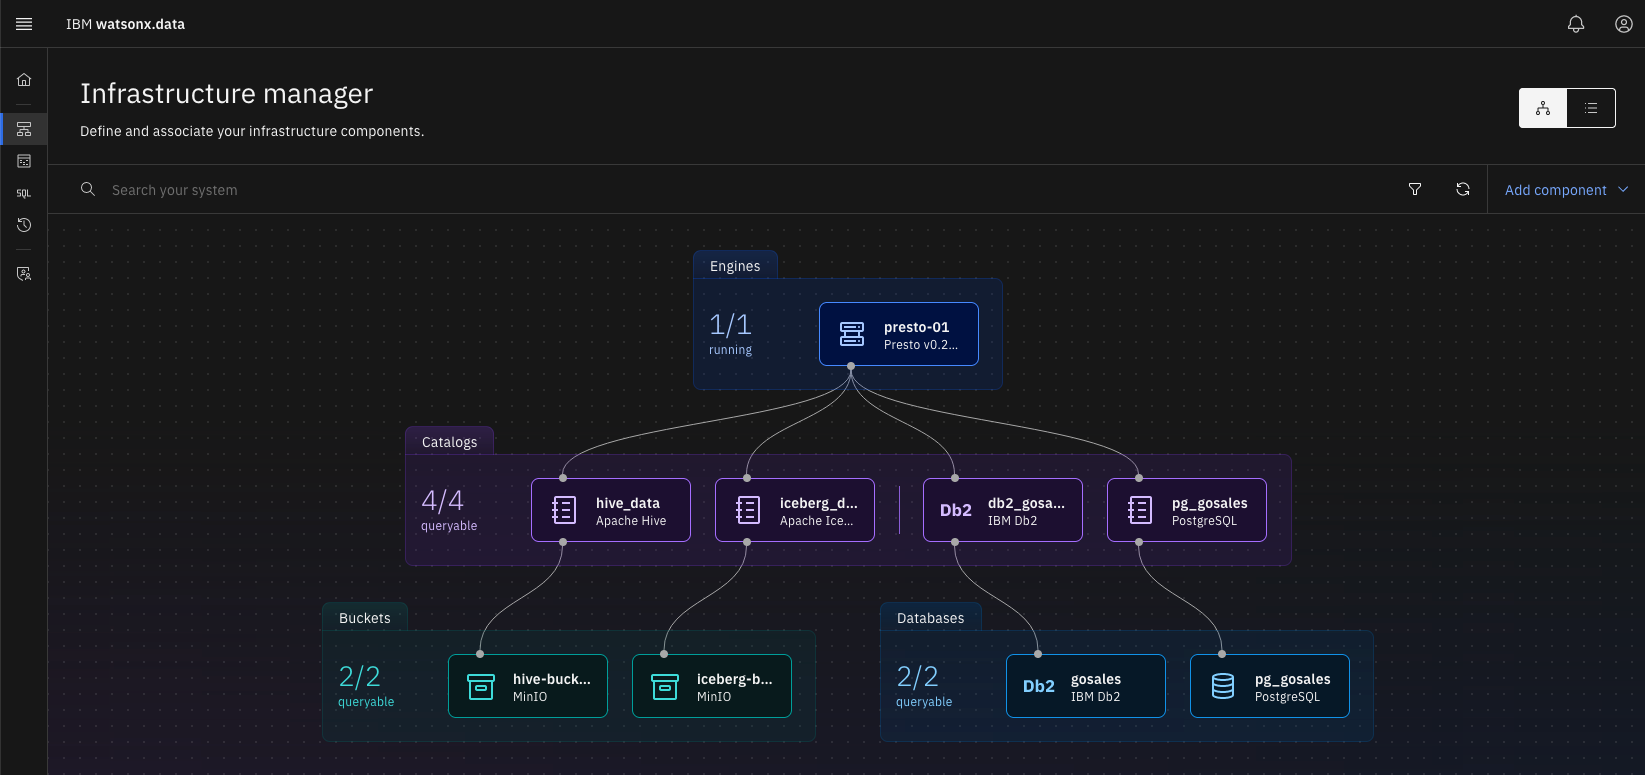 IBM watsonx.data
Infrastructure manager
Define and associate your infrastructure components.
SQL
Search your system
Add component
Engines
1/1
running
presto-01
Presto v0.2...
Catalogs
4/4
queryable
hive_data
Apache Hive
iceberg_d...
Apache Ice...
Db2
db2_gosa...
IBM Db2
pg_gosales
PostgreSQL
Buckets
2/2
queryable
hive-buck...
MinIO
iceberg-b...
MinIO
Databases
2/2
queryable
Db2
gosales
IBM Db2
pg_gosales
PostgreSQL